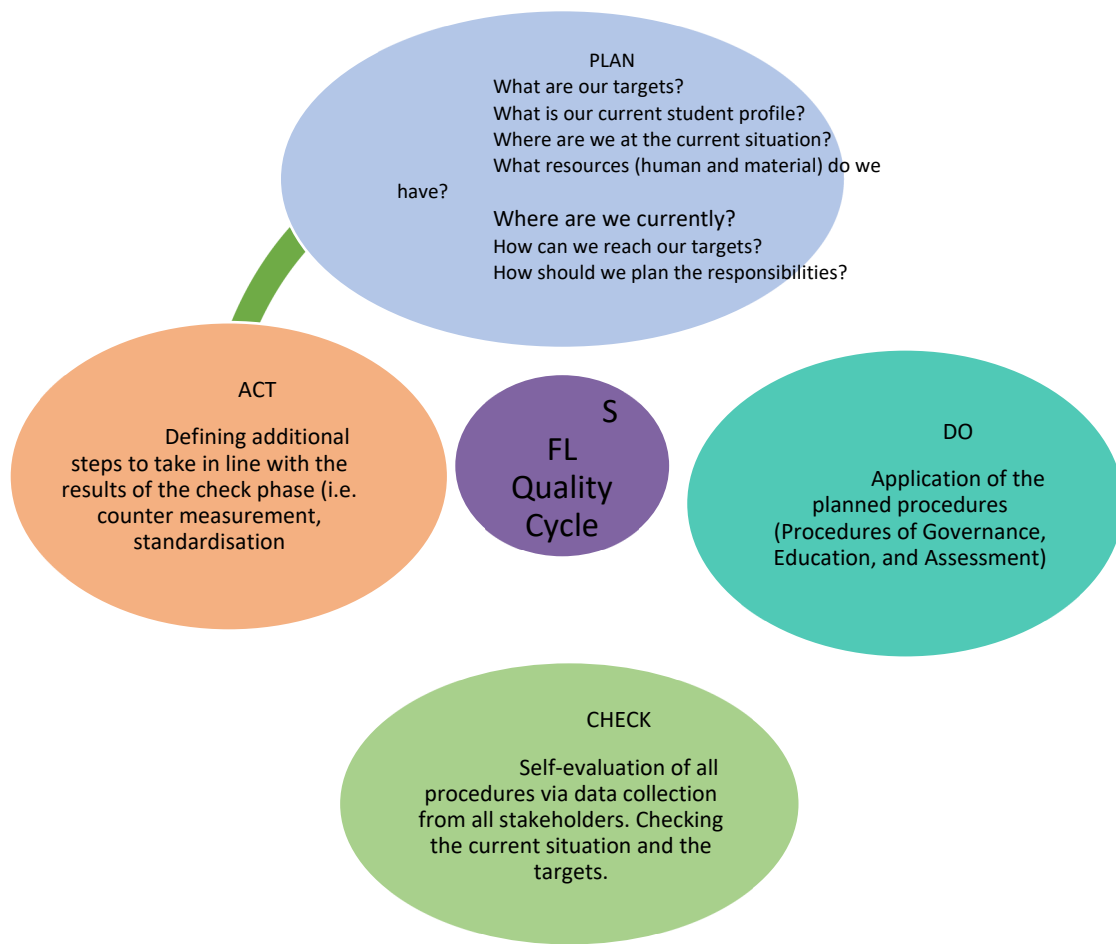 PLAN
What are our targets?
What is our current student profile?
Where are we at the current situation?
What resources (human and material) do we
have?
Where are we currently?
How can we reach our targets?
How should we plan the responsibilities?
ACT
Defining additional
steps to take in line with the
results of the check phase (i.e.
counter measurement,
standardisation
S
FL
Quality
Cycle
DO
Application of the
planned procedures
(Procedures of Governance,
Education, and Assessment)
CHECK
Self-evaluation of all
procedures via data collection
from all stakeholders. Checking
the current situation and the
targets.